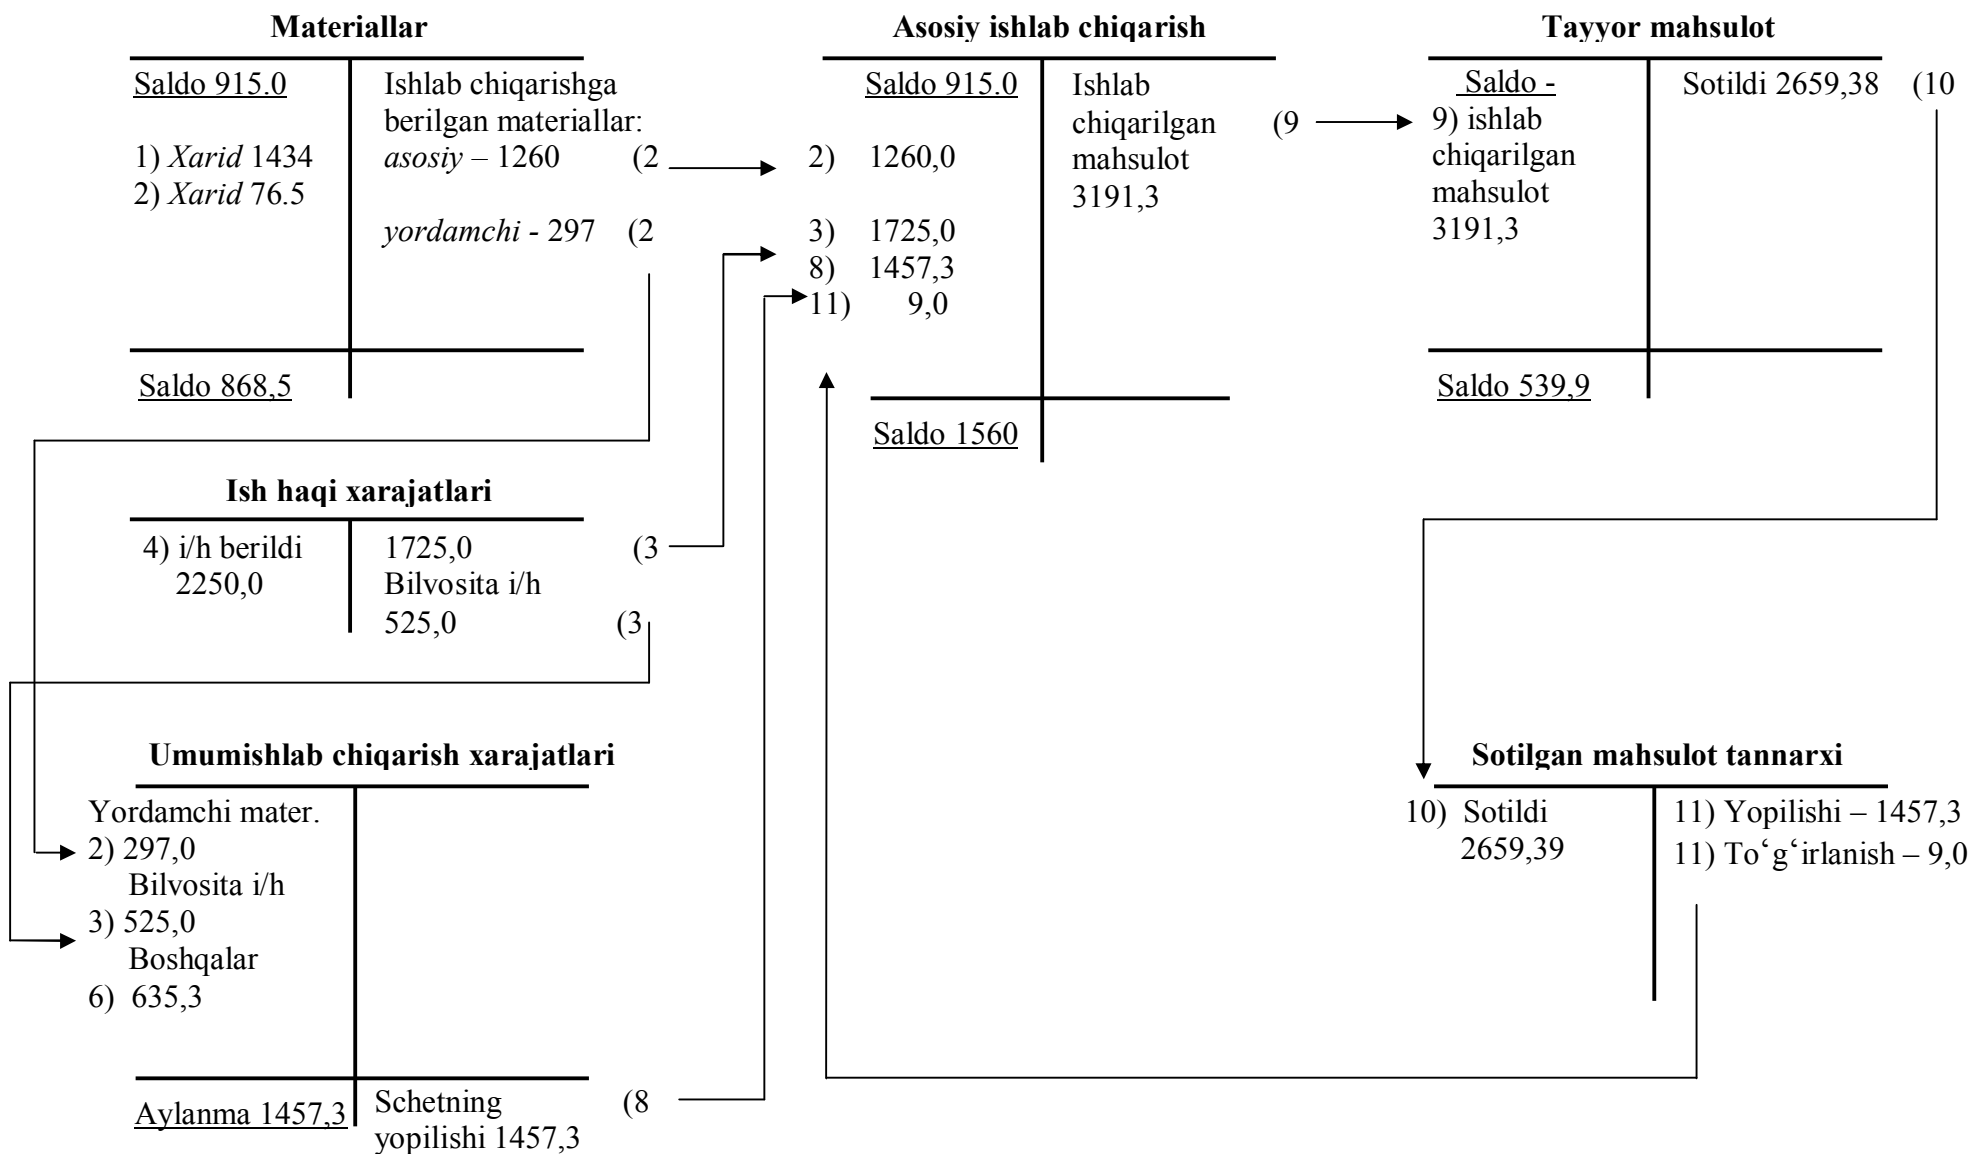 Materiallar
Saldo 915.0
1) Xarid 1434
2) Xarid 76.5
Saldo 868,5
Ishlab chiqarishga
berilgan materiallar:
asosiy – 1260 (2
yordamchi - 297 (2
Asosiy ishlab chiqarish
Saldo 915.0
2) 1260,0
3) 1725,0
8) 1457,3
11) 9,0
Saldo 1560
Ishlab
chiqarilgan
mahsulot
3191,3
(9
Tayyor mahsulot
Saldo -
9) ishlab
chiqarilgan
mahsulot
3191,3
Saldo 539,9
Sotildi 2659,38 (10
Ish haqi xarajatlari
4) i/h berildi
2250,0
1725,0 (3
Bilvosita i/h
525,0 (3
Umumishlab chiqarish xarajatlari
Yordamchi mater.
2) 297,0
Bilvosita i/h
3) 525,0
Boshqalar
6) 635,3
Aylanma 1457,3
Schetning (8
yopilishi 1457,3
Sotilgan mahsulot tannarxi
10) Sotildi
2659,39
11) Yopilishi – 1457,3
11) To‘g‘irlanish – 9,0